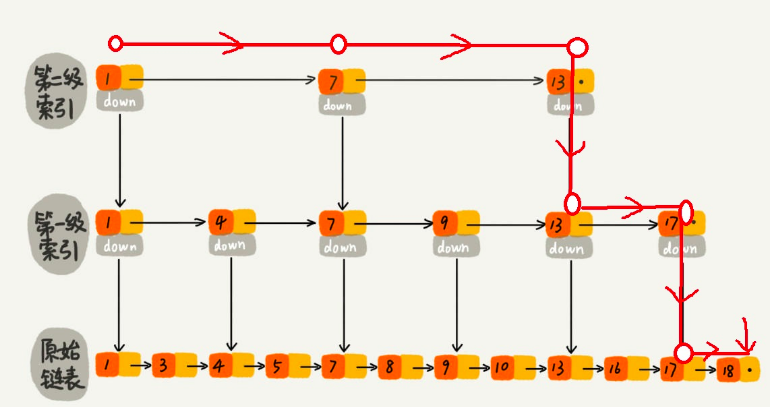 第二级
索引
1 7 13
down down down
第一级
索引
1 4 7 9 13 17
down down down down down down
原始
链表
1 3 4 5 7 8 9 10 13 16 17 18